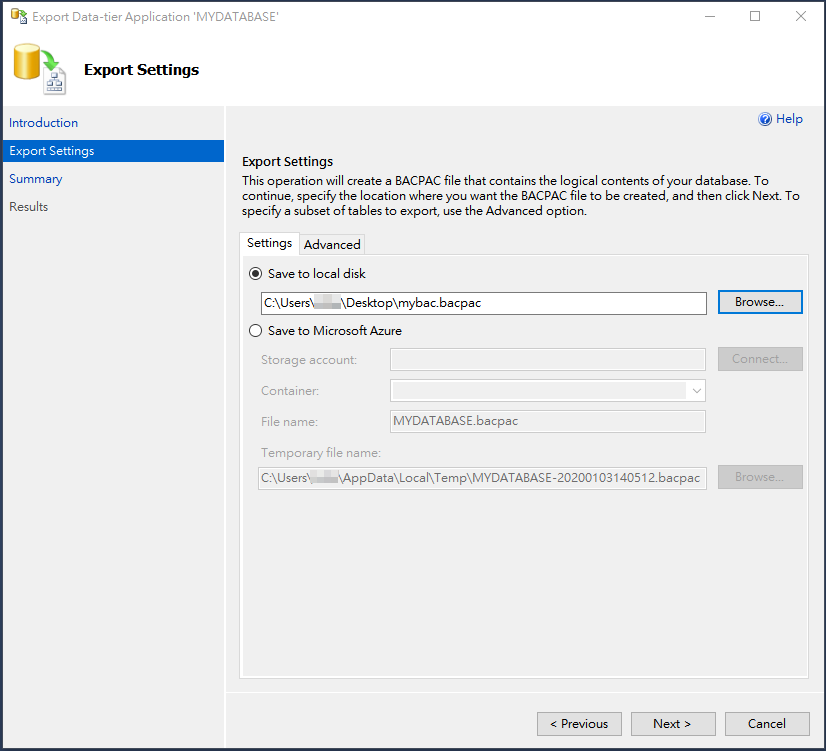 Export Data-tier Application 'MYDATABASE'
Export Settings
Introduction
Export Settings
Summary
Results
Help
Export Settings
This operation will create a BACPAC file that contains the logical contents of your database. To
continue, specify the location where you want the BACPAC file to be created, and then click Next. To
specify a subset of tables to export, use the Advanced option.
Settings Advanced
Save to local disk
C:\Users\ \Desktop\mybac.bacpac Browse...
Save to Microsoft Azure
Storage account: Connect...
Container:
File name: MYDATABASE.bacpac
Temporary file name:
C:\Users\ \AppData\Local\Temp\MYDATABASE-20200103140512.bacpac Browse...
< Previous Next > Cancel